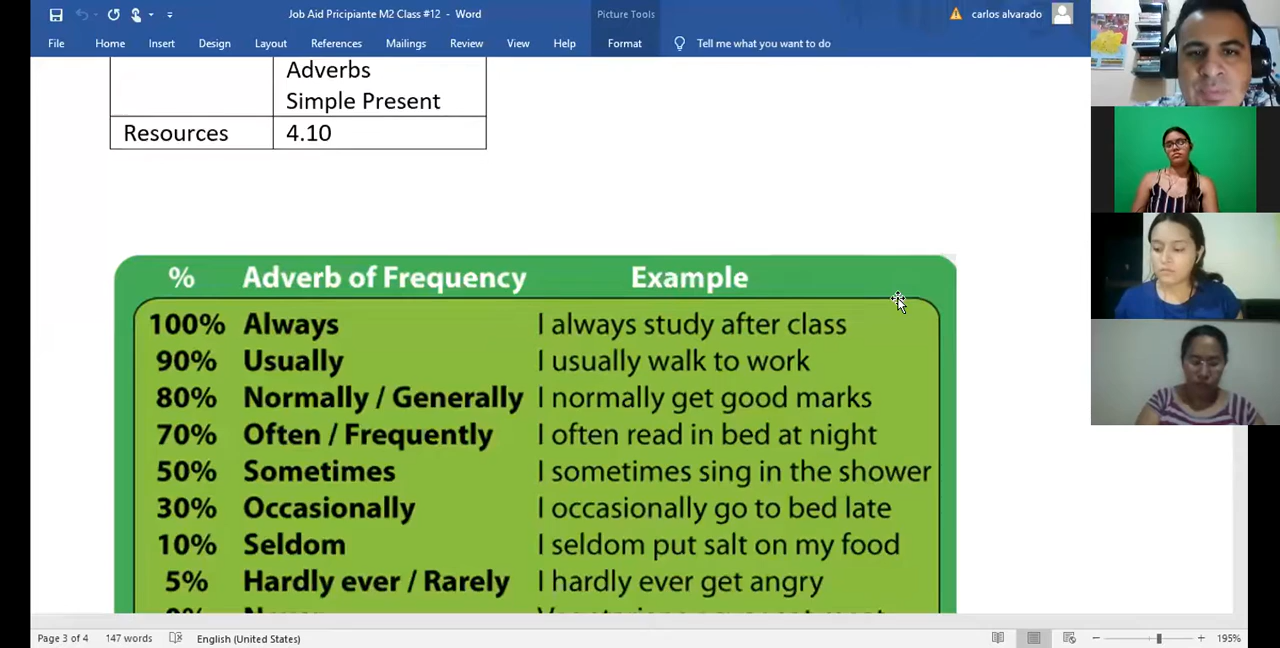 Job Aid Pricipiante M2 Class #12 - Word
Picture Tools
carlos alvarado
File Home Insert Design Layout References Mailings Review View Help Format Tell me what you want to do
Adverbs
Simple Present
Resources 4.10
% Adverb of Frequency Example
100% Always I always study after class
90% Usually I usually walk to work
80% Normally / Generally I normally get good marks
70% Often / Frequently I often read in bed at night
50% Sometimes I sometimes sing in the shower
30% Occasionally I occasionally go to bed late
10% Seldom I seldom put salt on my food
5% Hardly ever / Rarely I hardly ever get angry
Page 3 of 4 147 words English (United States) 195%